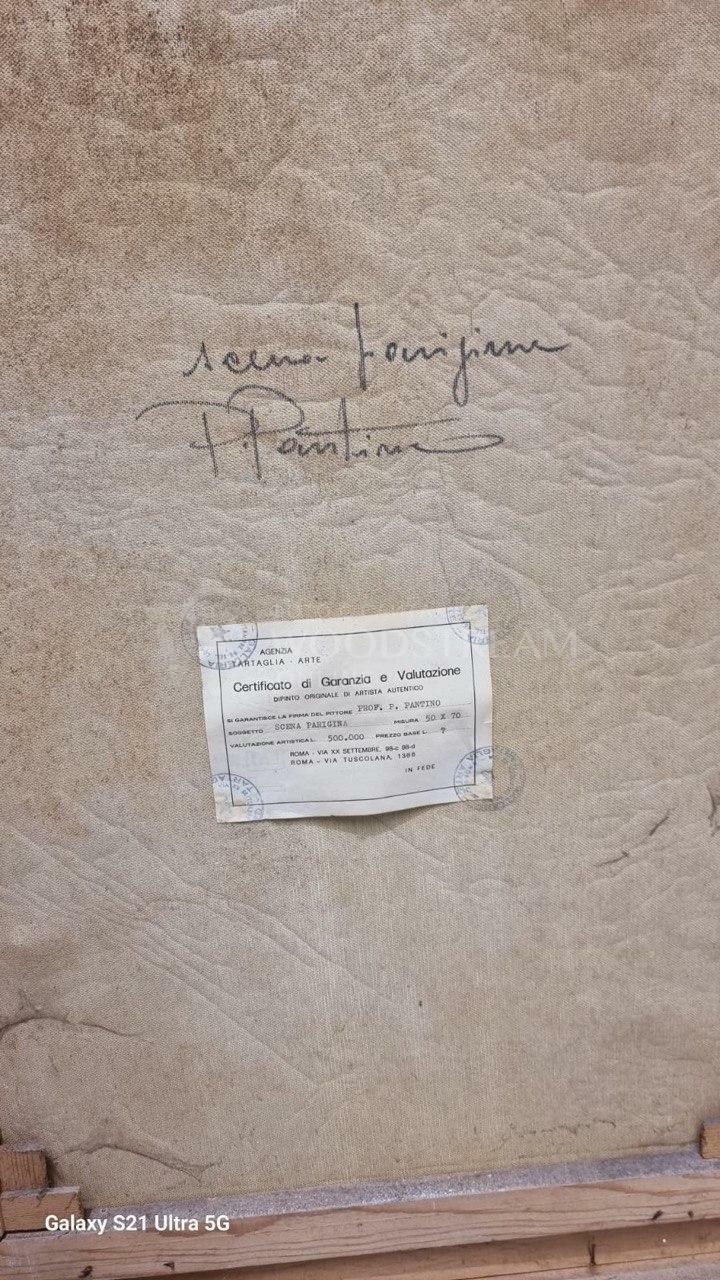 scena parigina
P. Pantino
WOODSTREAM
AGENZIA
TARTAGLIA - ARTE
Certificato di Garanzia e Valutazione
DIPINTO ORIGINALE DI ARTISTA AUTENTICO
SI GARANTISCE LA FIRMA DEL PITTORE PROF. P. PANTINO
SOGGETTO SCENA PARIGINA MISURA 50 X 70
VALUTAZIONE ARTISTICA L. 500.000 PREZZO BASE L. ?
ROMA - VIA XX SETTEMBRE, 98-c 98-d
ROMA - VIA TUSCOLANA, 1386
IN FEDE
Galaxy S21 Ultra 5G